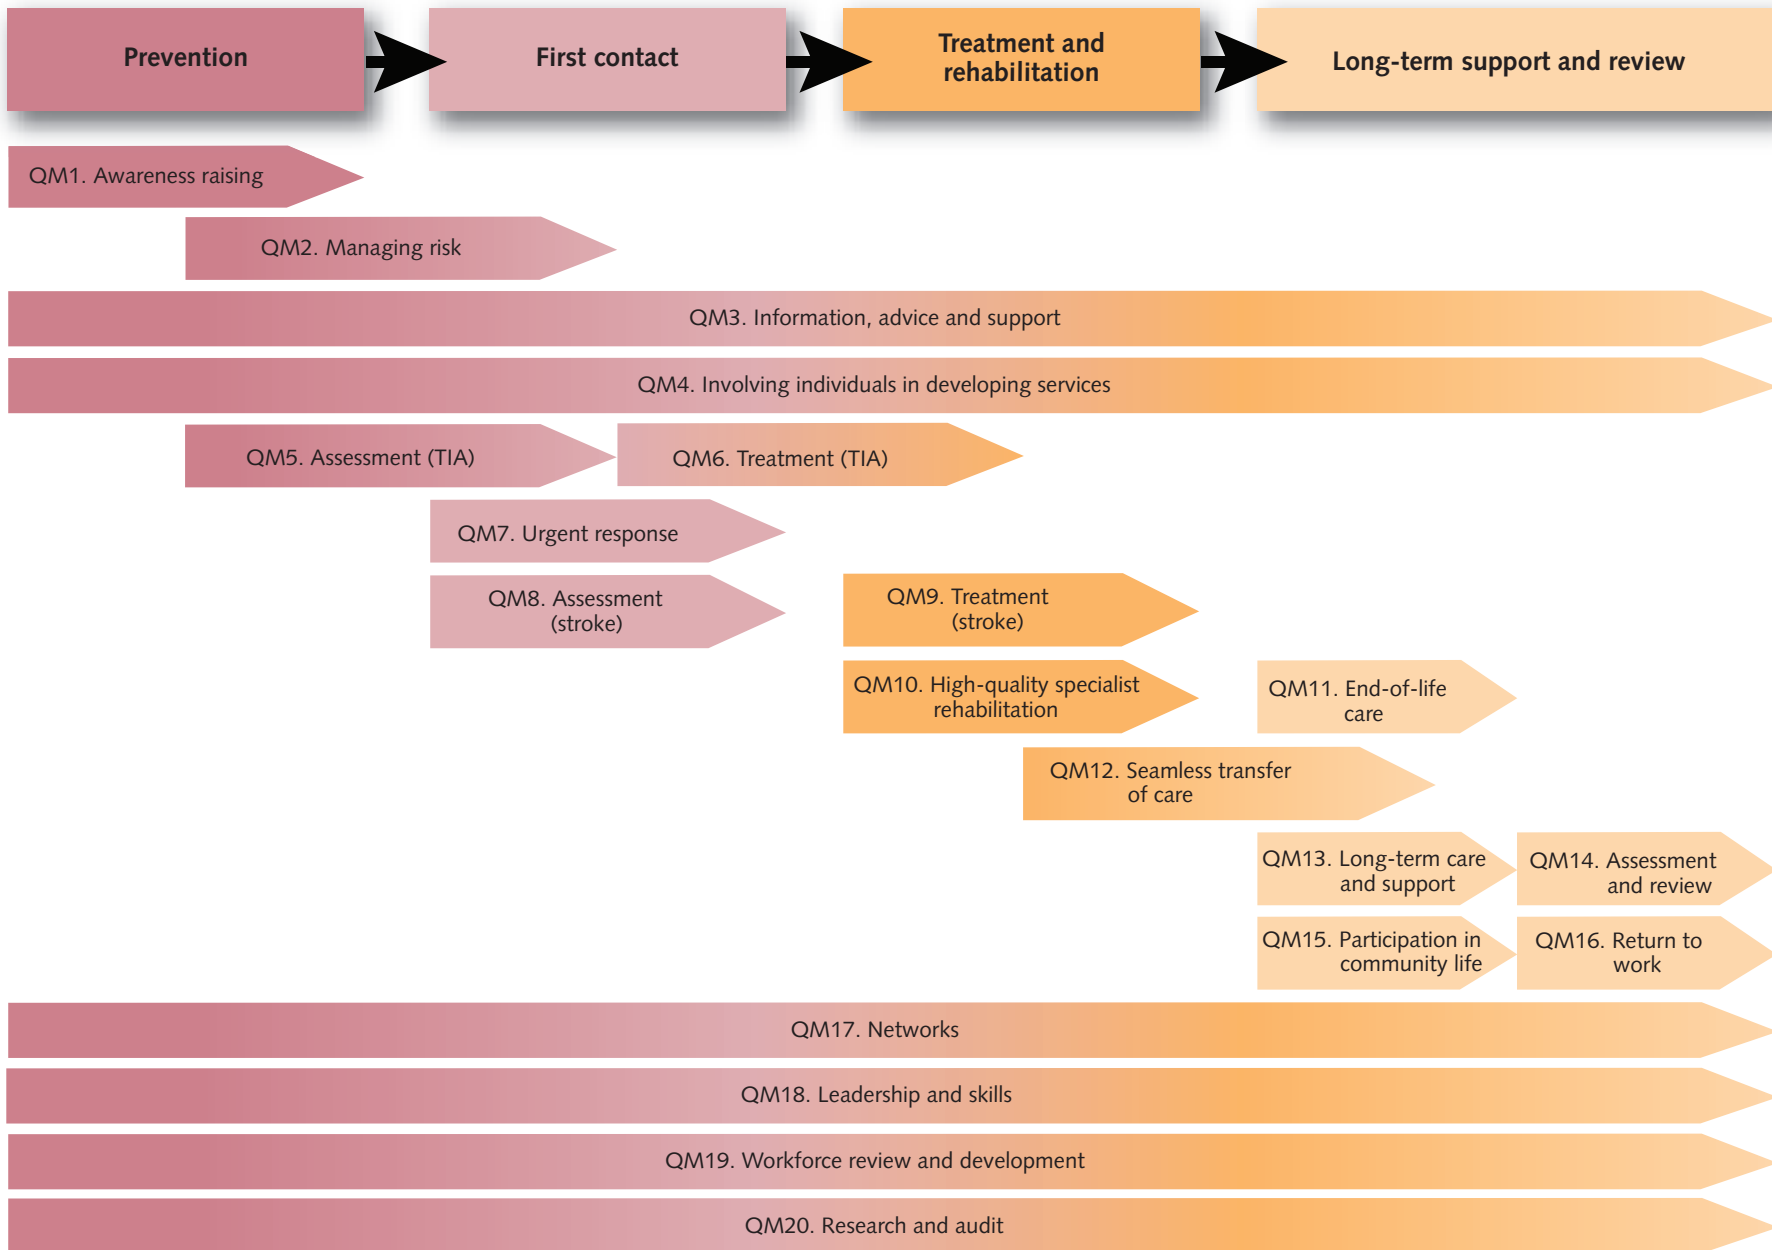 Prevention
First contact
Treatment and
rehabilitation
Long-term support and review
QM1. Awareness raising
QM2. Managing risk
QM3. Information, advice and support
QM4. Involving individuals in developing services
QM5. Assessment (TIA)
QM6. Treatment (TIA)
QM7. Urgent response
QM8. Assessment
(stroke)
QM9. Treatment
(stroke)
QM10. High-quality specialist
rehabilitation
QM11. End-of-life
care
QM12. Seamless transfer
of care
QM13. Long-term care
and support
QM14. Assessment
and review
QM15. Participation in
community life
QM16. Return to
work
QM17. Networks
QM18. Leadership and skills
QM19. Workforce review and development
QM20. Research and audit